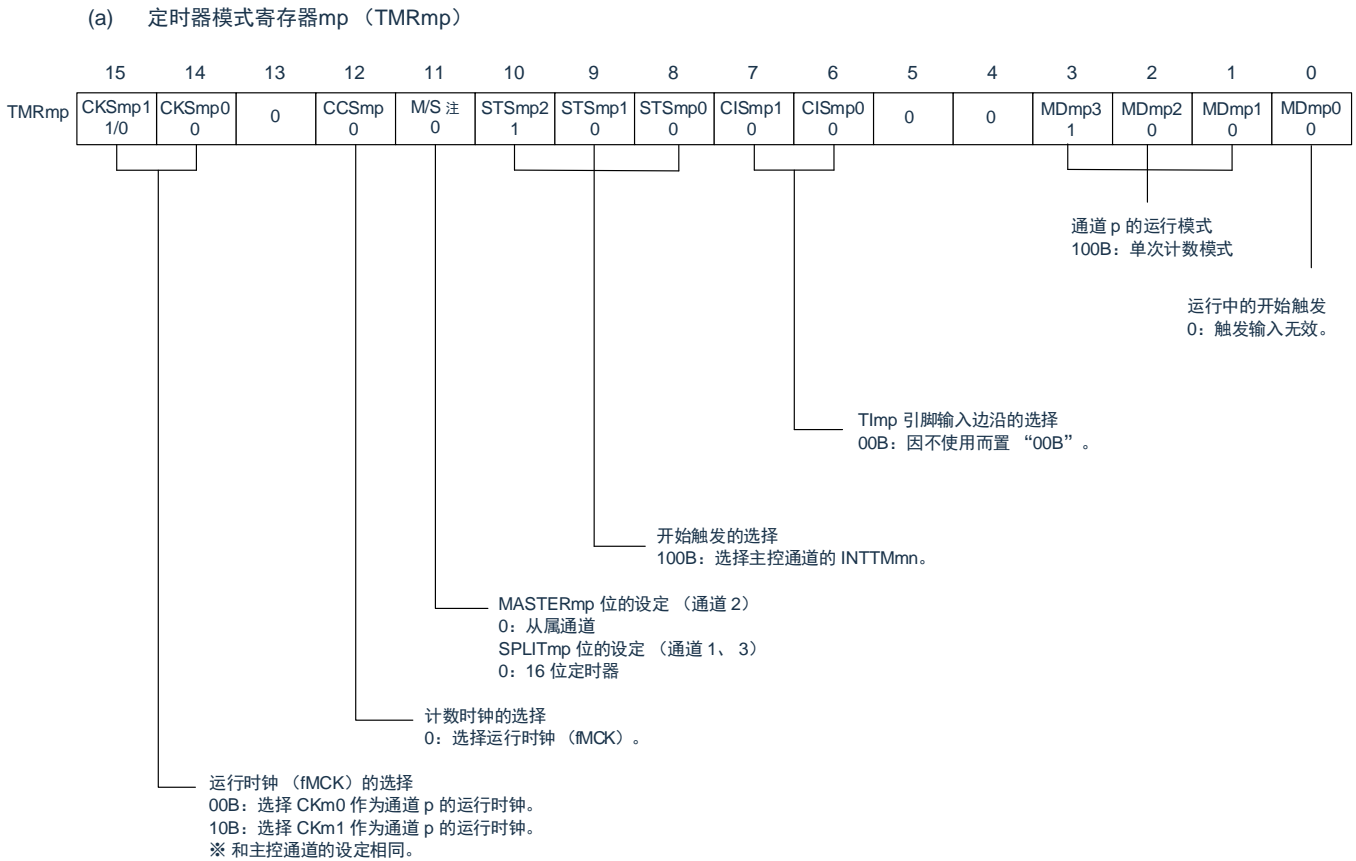 (a) 定时器模式寄存器mp （TMRmp）
15 14 13 12 11 10 9 8 7 6 5 4 3 2 1 0
TMRmp CKSmp1 CKSmp0 0 CCSmp M/S 注 STSmp2 STSmp1 STSmp0 CISmp1 CISmp0 0 0 MDmp3 MDmp2 MDmp1 MDmp0
1/0 0 0 0 1 0 0 0 0 1 0 0 0
通道 p 的运行模式
100B：单次计数模式
运行中的开始触发
0：触发输入无效。
TImp 引脚输入边沿的选择
00B：因不使用而置 “00B”。
开始触发的选择
100B：选择主控通道的 INTTMmn。
MASTERmp 位的设定 （通道 2）
0：从属通道
SPLITmp 位的设定 （通道 1、 3）
0：16 位定时器
计数时钟的选择
0：选择运行时钟 （fMCK）。
运行时钟 （fMCK）的选择
00B：选择 CKm0 作为通道 p 的运行时钟。
10B：选择 CKm1 作为通道 p 的运行时钟。
※ 和主控通道的设定相同。